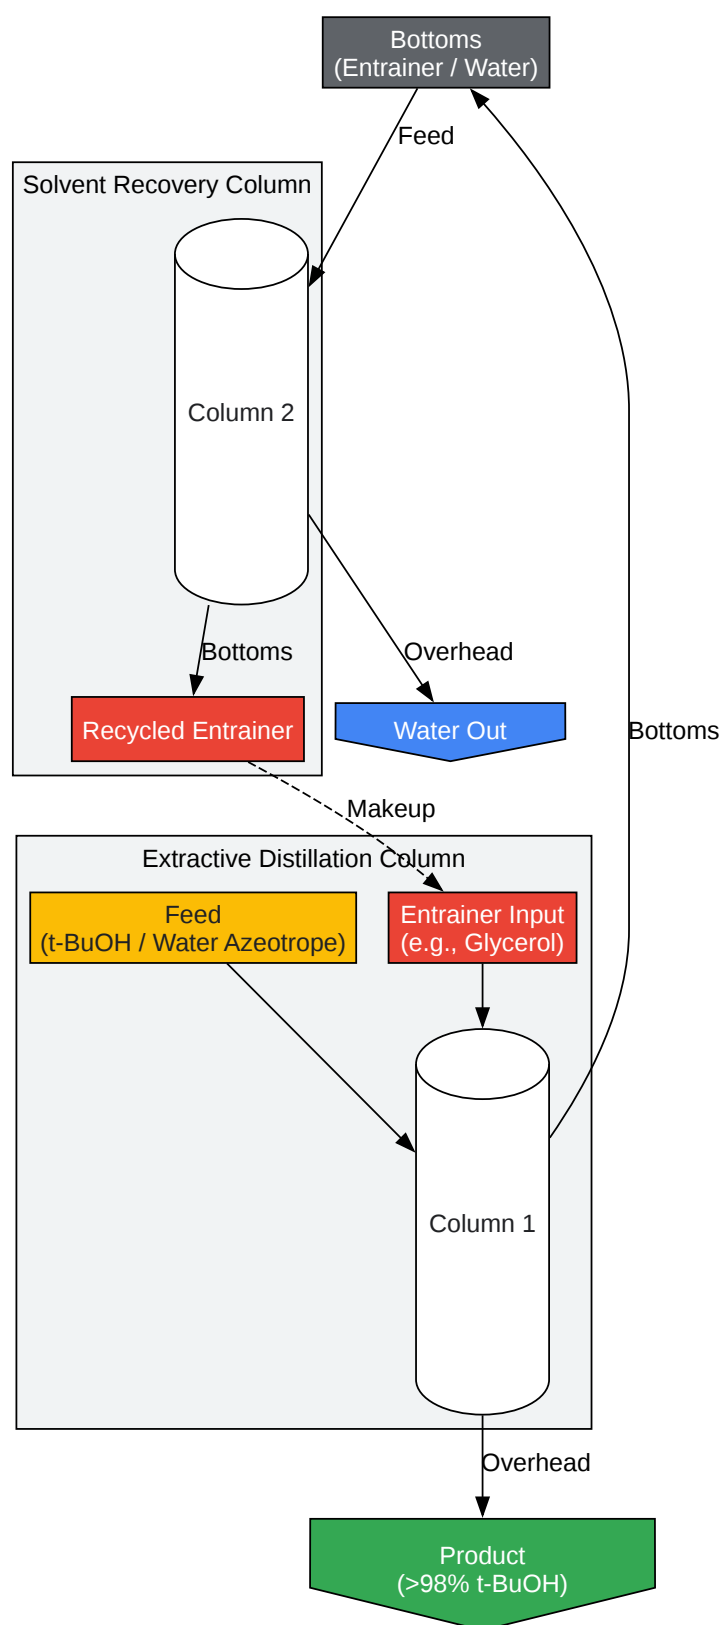 Bottoms
(Entrainer / Water)
Feed
Solvent Recovery Column
Column 2
Bottoms
Overhead
Recycled Entrainer
Water Out
Bottoms
Makeup
Extractive Distillation Column
Feed
(t-BuOH / Water Azeotrope)
Entrainer Input
(e.g., Glycerol)
Column 1
Overhead
Product
(>98% t-BuOH)